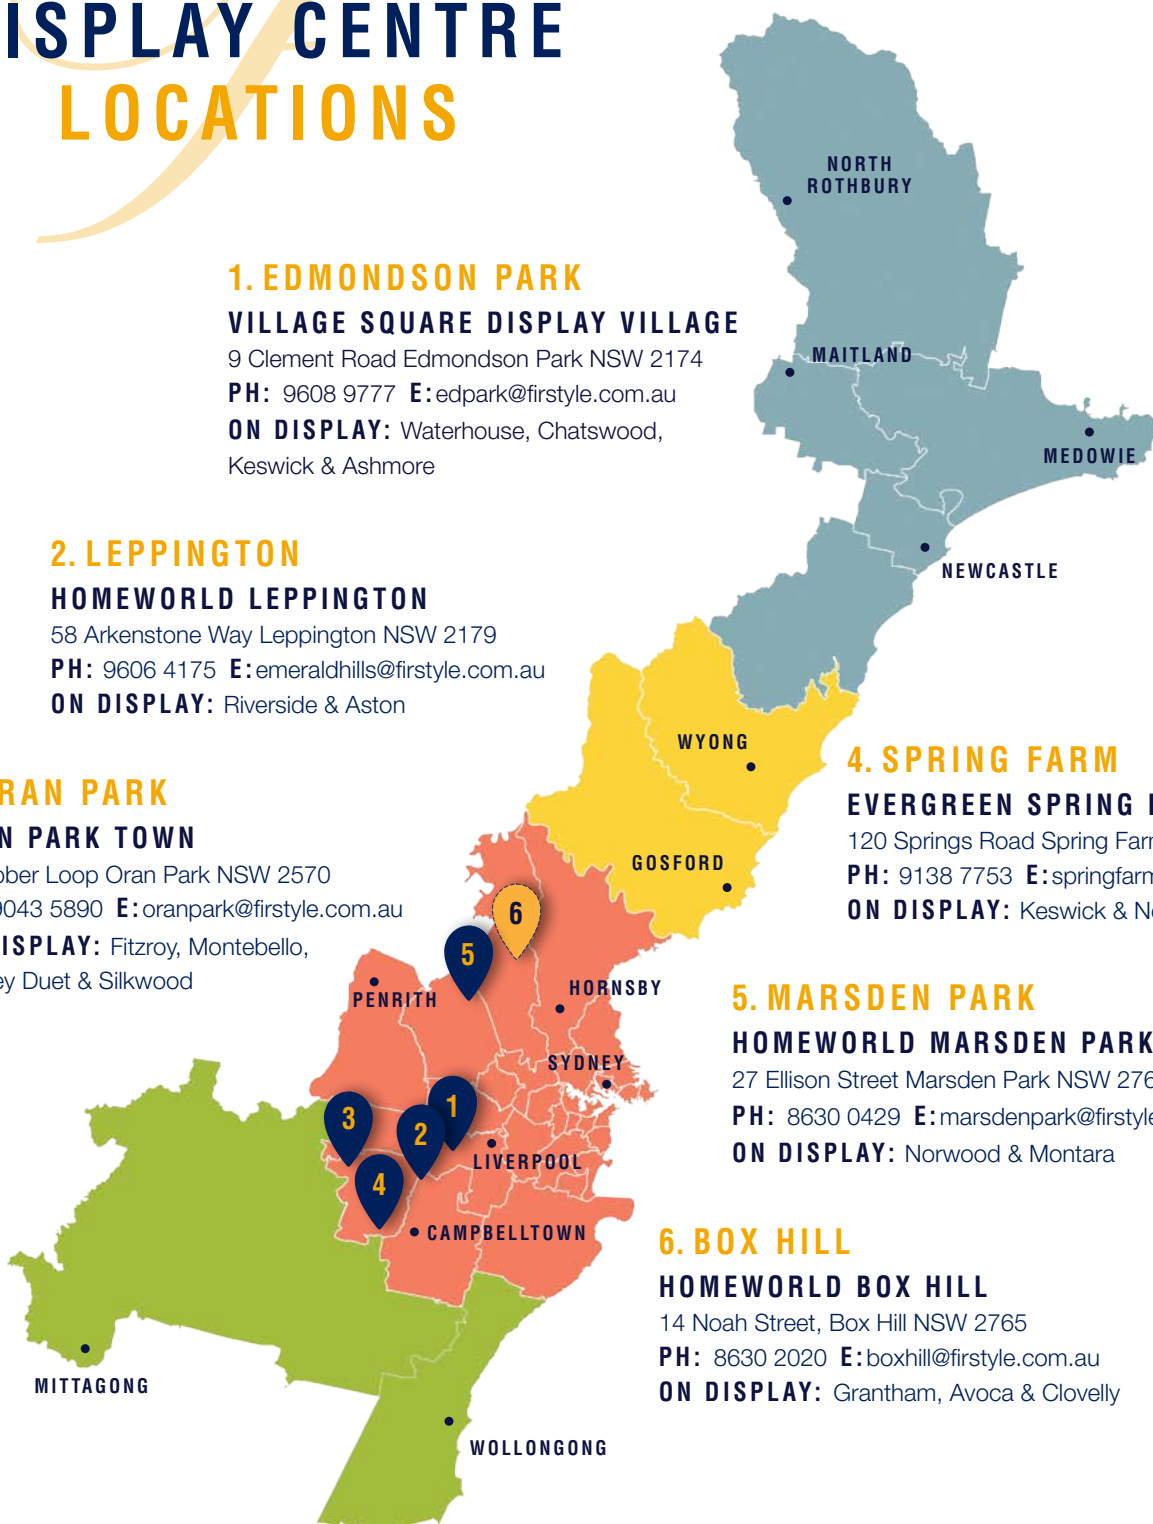 ISPLAY CENTRE
LOCATIONS
NORTH
ROTHBURY
MAITLAND
MEDOWIE
NEWCASTLE
1. EDMONDSON PARK
VILLAGE SQUARE DISPLAY VILLAGE
9 Clement Road Edmondson Park NSW 2174
PH: 9608 9777 E: edpark@firstyle.com.au
ON DISPLAY: Waterhouse, Chatswood,
Keswick & Ashmore
2. LEPPINGTON
HOMEWORLD LEPPINGTON
58 Arkenstone Way Leppington NSW 2179
PH: 9606 4175 E: emeraldhills@firstyle.com.au
ON DISPLAY: Riverside & Aston
RAN PARK
N PARK TOWN
ber Loop Oran Park NSW 2570
9043 5890 E: oranpark@firstyle.com.au
ISPLAY: Fitzroy, Montebello,
ey Duet & Silkwood
WYONG
GOSFORD
4. SPRING FARM
EVERGREEN SPRING
120 Springs Road Spring Far
PH: 9138 7753 E: springfarm
ON DISPLAY: Keswick & No
6
5
PENRITH
HORNSBY
SYDNEY
1
3
2
LIVERPOOL
4
CAMPBELLTOWN
5. MARSDEN PARK
HOMEWORLD MARSDEN PARK
27 Ellison Street Marsden Park NSW 276
PH: 8630 0429 E: marsdenpark@firstyle
ON DISPLAY: Norwood & Montara
6. BOX HILL
HOMEWORLD BOX HILL
14 Noah Street, Box Hill NSW 2765
PH: 8630 2020 E: boxhill@firstyle.com.au
ON DISPLAY: Grantham, Avoca & Clovelly
MITTAGONG
WOLLONGONG